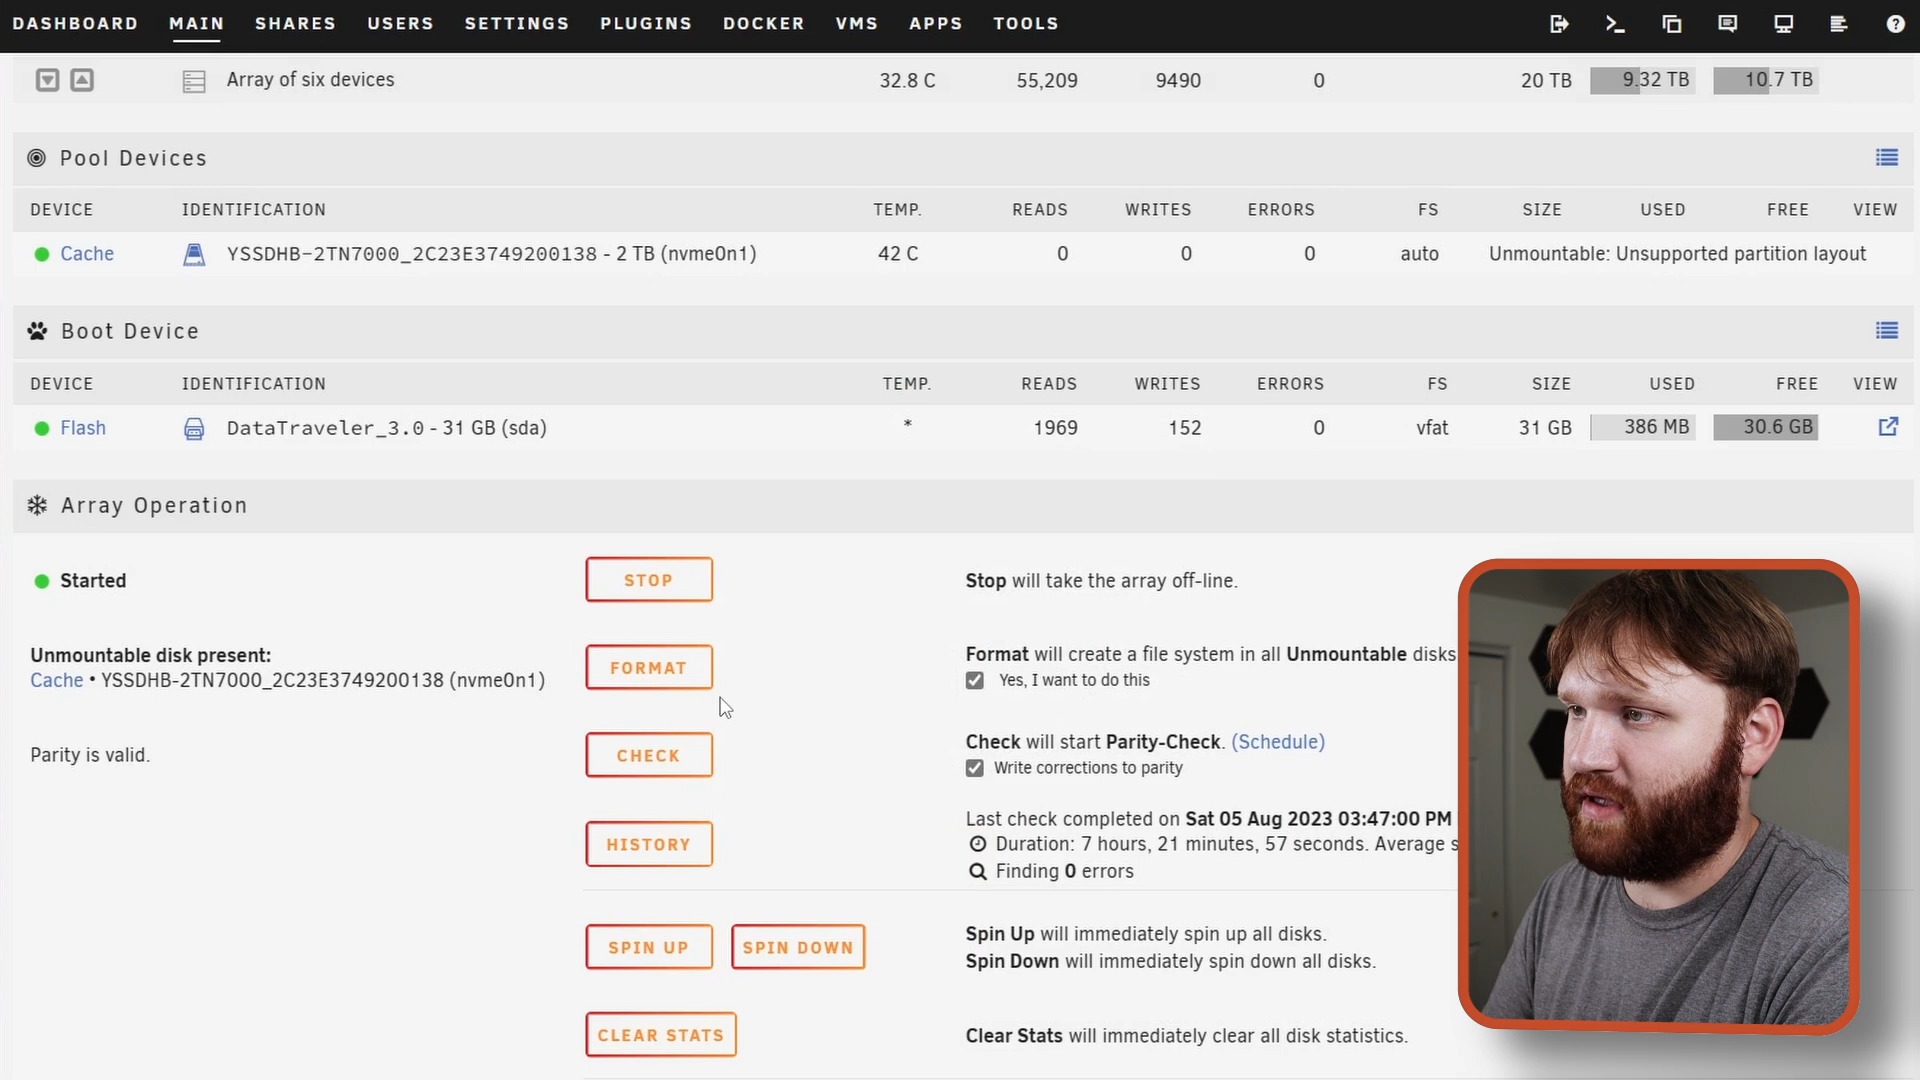 DASHBOARD MAIN SHARES USERS SETTINGS PLUGINS DOCKER VMS APPS TOOLS
Array of six devices 32.8 C 55,209 9490 0 20 TB 9.32 TB 10.7 TB
Pool Devices
DEVICE IDENTIFICATION TEMP. READS WRITES ERRORS FS SIZE USED FREE VIEW
Cache YSSDHB-2TN7000_2C23E3749200138 - 2 TB (nvme0n1) 42 C 0 0 0 auto Unmountable: Unsupported partition layout
Boot Device
DEVICE IDENTIFICATION TEMP. READS WRITES ERRORS FS SIZE USED FREE VIEW
Flash DataTraveler_3.0 - 31 GB (sda) * 1969 152 0 vfat 31 GB 386 MB 30.6 GB
Array Operation
Started STOP Stop will take the array off-line.
Unmountable disk present:
Cache • YSSDHB-2TN7000_2C23E3749200138 (nvme0n1)
FORMAT
Format will create a file system in all Unmountable disks
Yes, I want to do this
Parity is valid.
CHECK
Check will start Parity-Check. (Schedule)
Write corrections to parity
HISTORY
Last check completed on Sat 05 Aug 2023 03:47:00 PM
Duration: 7 hours, 21 minutes, 57 seconds. Average s
Finding 0 errors
SPIN UP SPIN DOWN
Spin Up will immediately spin up all disks.
Spin Down will immediately spin down all disks.
CLEAR STATS Clear Stats will immediately clear all disk statistics.